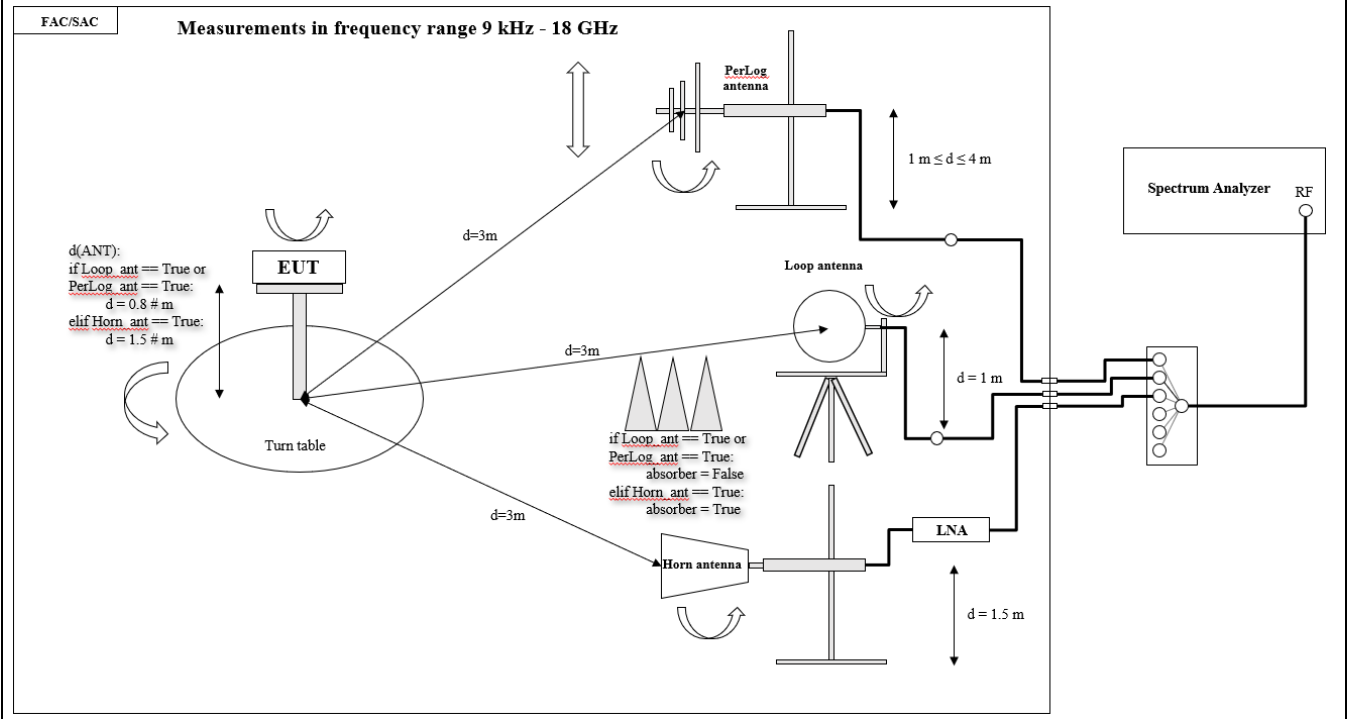 FAC/SAC
Measurements in frequency range 9 kHz - 18 GHz
PerLog
antenna
1 m ≤ d ≤ 4 m
Spectrum Analyzer
RF
d=3m
EUT
d(ANT):
if Loop_ant == True or
PerLog_ant == True:
d = 0.8 # m
elif Horn_ant == True:
d = 1.5 # m
Loop antenna
d=3m
d = 1 m
Turn table
if Loop_ant == True or
PerLog_ant == True:
absorber = False
elif Horn_ant == True:
absorber = True
d=3m
LNA
Horn antenna
d = 1.5 m